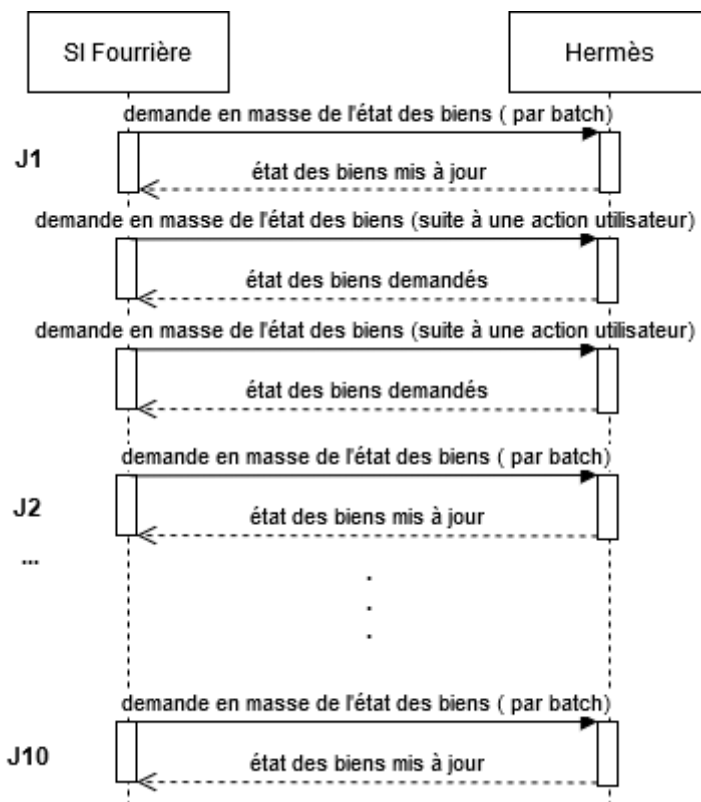 SI Fourrière
Hermès
demande en masse de l'état des biens ( par batch)
J1
état des biens mis à jour
demande en masse de l'état des biens (suite à une action utilisateur)
état des biens demandés
demande en masse de l'état des biens (suite à une action utilisateur)
état des biens demandés
demande en masse de l'état des biens ( par batch)
J2
état des biens mis à jour
...
.
.
.
demande en masse de l'état des biens ( par batch)
J10
état des biens mis à jour